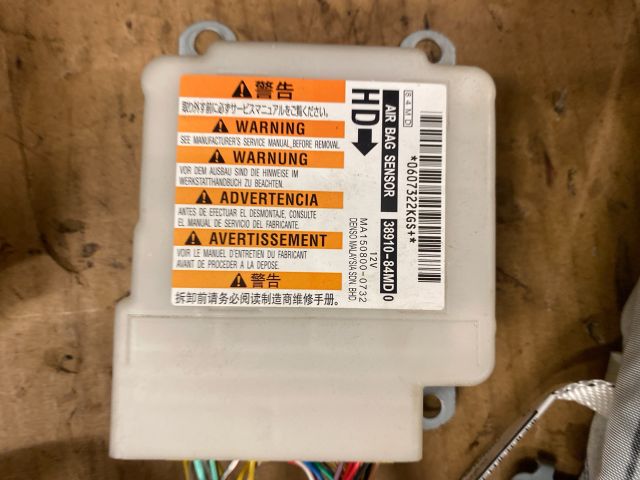 警告
取り外す前に必ずサービスマニュアルをご覧ください。
WARNING
SEE MANUFACTURER'S SERVICE MANUAL, BEFORE REMOVAL.
WARNUNG
VOR DEM AUSBAU SIND DIE HINWEISE IM
WERKSTATTHANDBUCH ZU BEACHTEN.
ADVERTENCIA
ANTES DE EFECTUAR EL DESMONTAJE, CONSULTE
EL MANUAL DE SERVICIO DEL FABRICANTE.
AVERTISSEMENT
VOIR LE MANUEL D'ENTRETIEN DU FABRICANT
AVANT DE PROCEDER A LA DEPOSE.
警告
拆卸前请务必阅读制造商维修手册。
84MD
HD
AIR BAG SENSOR 38910-84MD0
*0607322KGS**
12V
MA150800-0732
DENSO MALAYSIA SDN. BHD